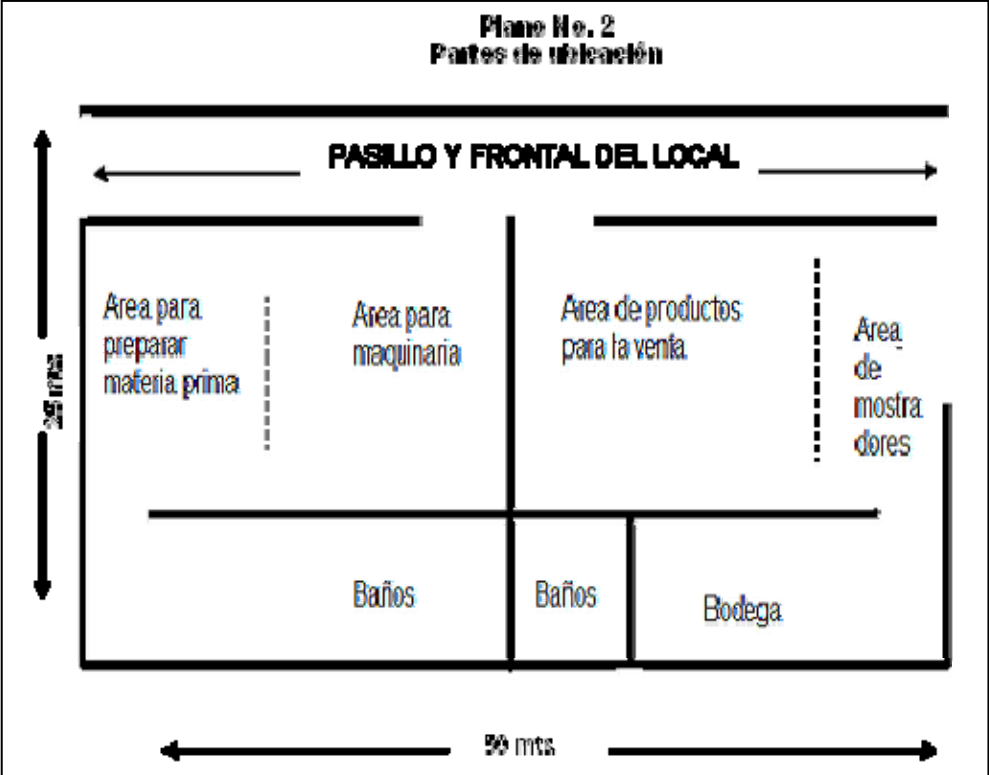 Plano No. 2
Partes de ubicación
PASILLO Y FRONTAL DEL LOCAL
Area para
preparar
materia prima
Area para
maquinaria
Area de productos
para la venta
Area
de
mostra
dores
mts
Baños
Baños
Bodega
mts